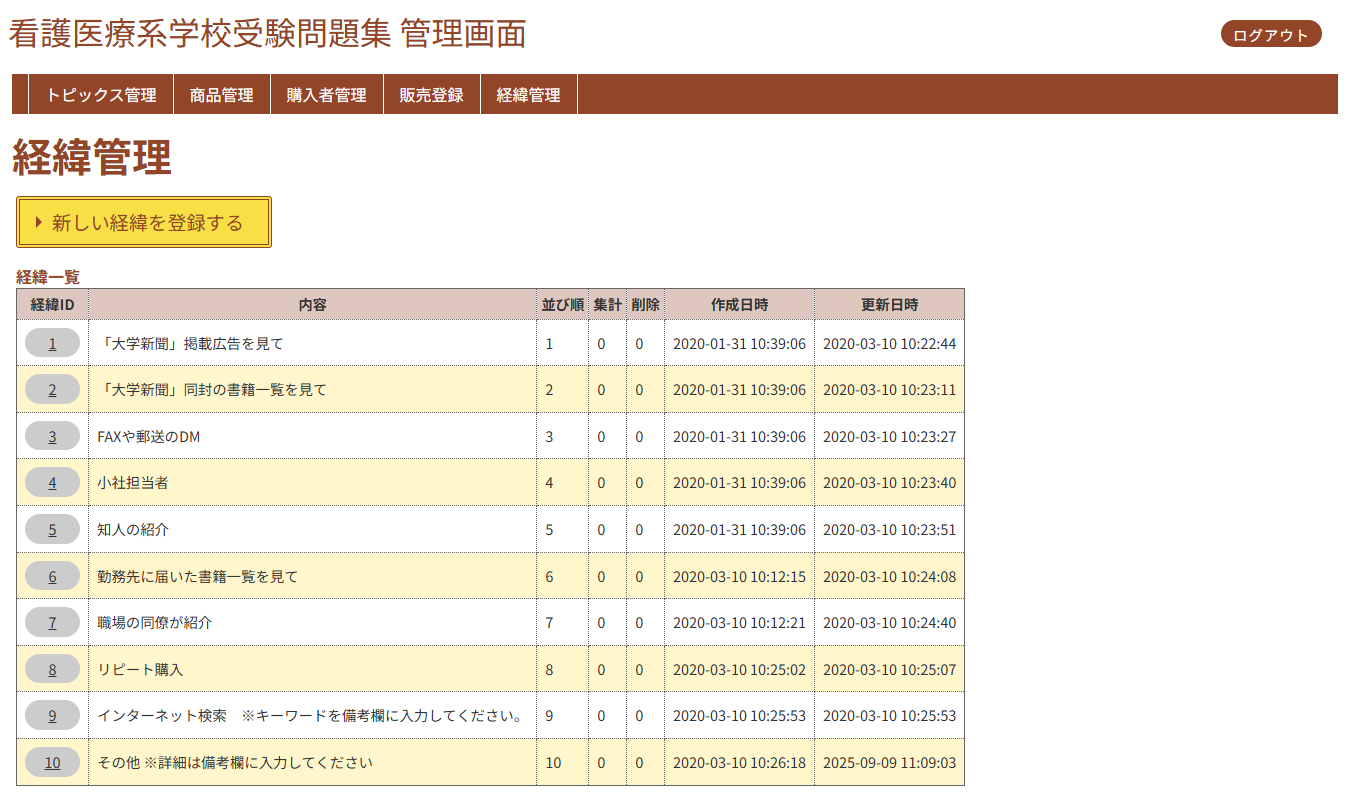 看護医療系学校受験問題集 管理画面
ログアウト
トピックス管理 商品管理 購入者管理 販売登録 経緯管理
経緯管理
新しい経緯を登録する
経緯一覧
経緯ID 内容 並び順 集計 削除 作成日時 更新日時
1 「大学新聞」掲載広告を見て 1 0 0 2020-01-31 10:39:06 2020-03-10 10:22:44
2 「大学新聞」同封の書籍一覧を見て 2 0 0 2020-01-31 10:39:06 2020-03-10 10:23:11
3 FAXや郵送のDM 3 0 0 2020-01-31 10:39:06 2020-03-10 10:23:27
4 小社担当者 4 0 0 2020-01-31 10:39:06 2020-03-10 10:23:40
5 知人の紹介 5 0 0 2020-01-31 10:39:06 2020-03-10 10:23:51
6 勤務先に届いた書籍一覧を見て 6 0 0 2020-03-10 10:12:15 2020-03-10 10:24:08
7 職場の同僚が紹介 7 0 0 2020-03-10 10:12:21 2020-03-10 10:24:40
8 リピート購入 8 0 0 2020-03-10 10:25:02 2020-03-10 10:25:07
9 インターネット検索　※キーワードを備考欄に入力してください。 9 0 0 2020-03-10 10:25:53 2020-03-10 10:25:53
10 その他 ※詳細は備考欄に入力してください 10 0 0 2020-03-10 10:26:18 2025-09-09 11:09:03